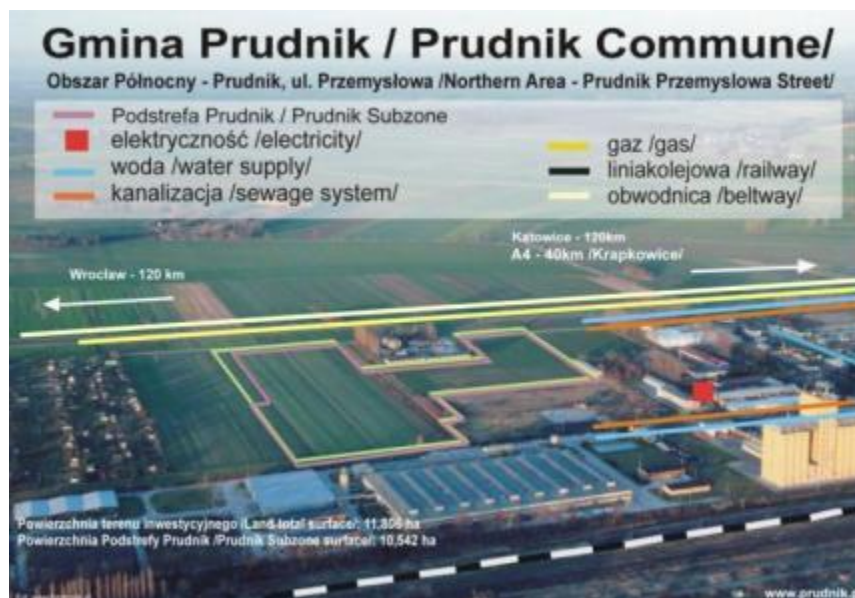 Gmina Prudnik / Prudnik Commune/
Obszar Północny - Prudnik, ul. Przemysłowa /Northern Area - Prudnik Przemyslowa Street/
Podstrefa Prudnik / Prudnik Subzone
elektryczność /electricity/
woda /water supply/
kanalizacja /sewage system/
gaz /gas/
liniakolejowa /railway/
obwodnica /beltway/
Katowice - 120km
A4 - 40km /Krapkowice/
Wrocław - 120 km
Powierzchnia terenu inwestycyjnego /Land total surface/: ha
Powierzchnia Podstrefy Prudnik /Prudnik Subzone surface/: 10,542 ha
www.prudnik.